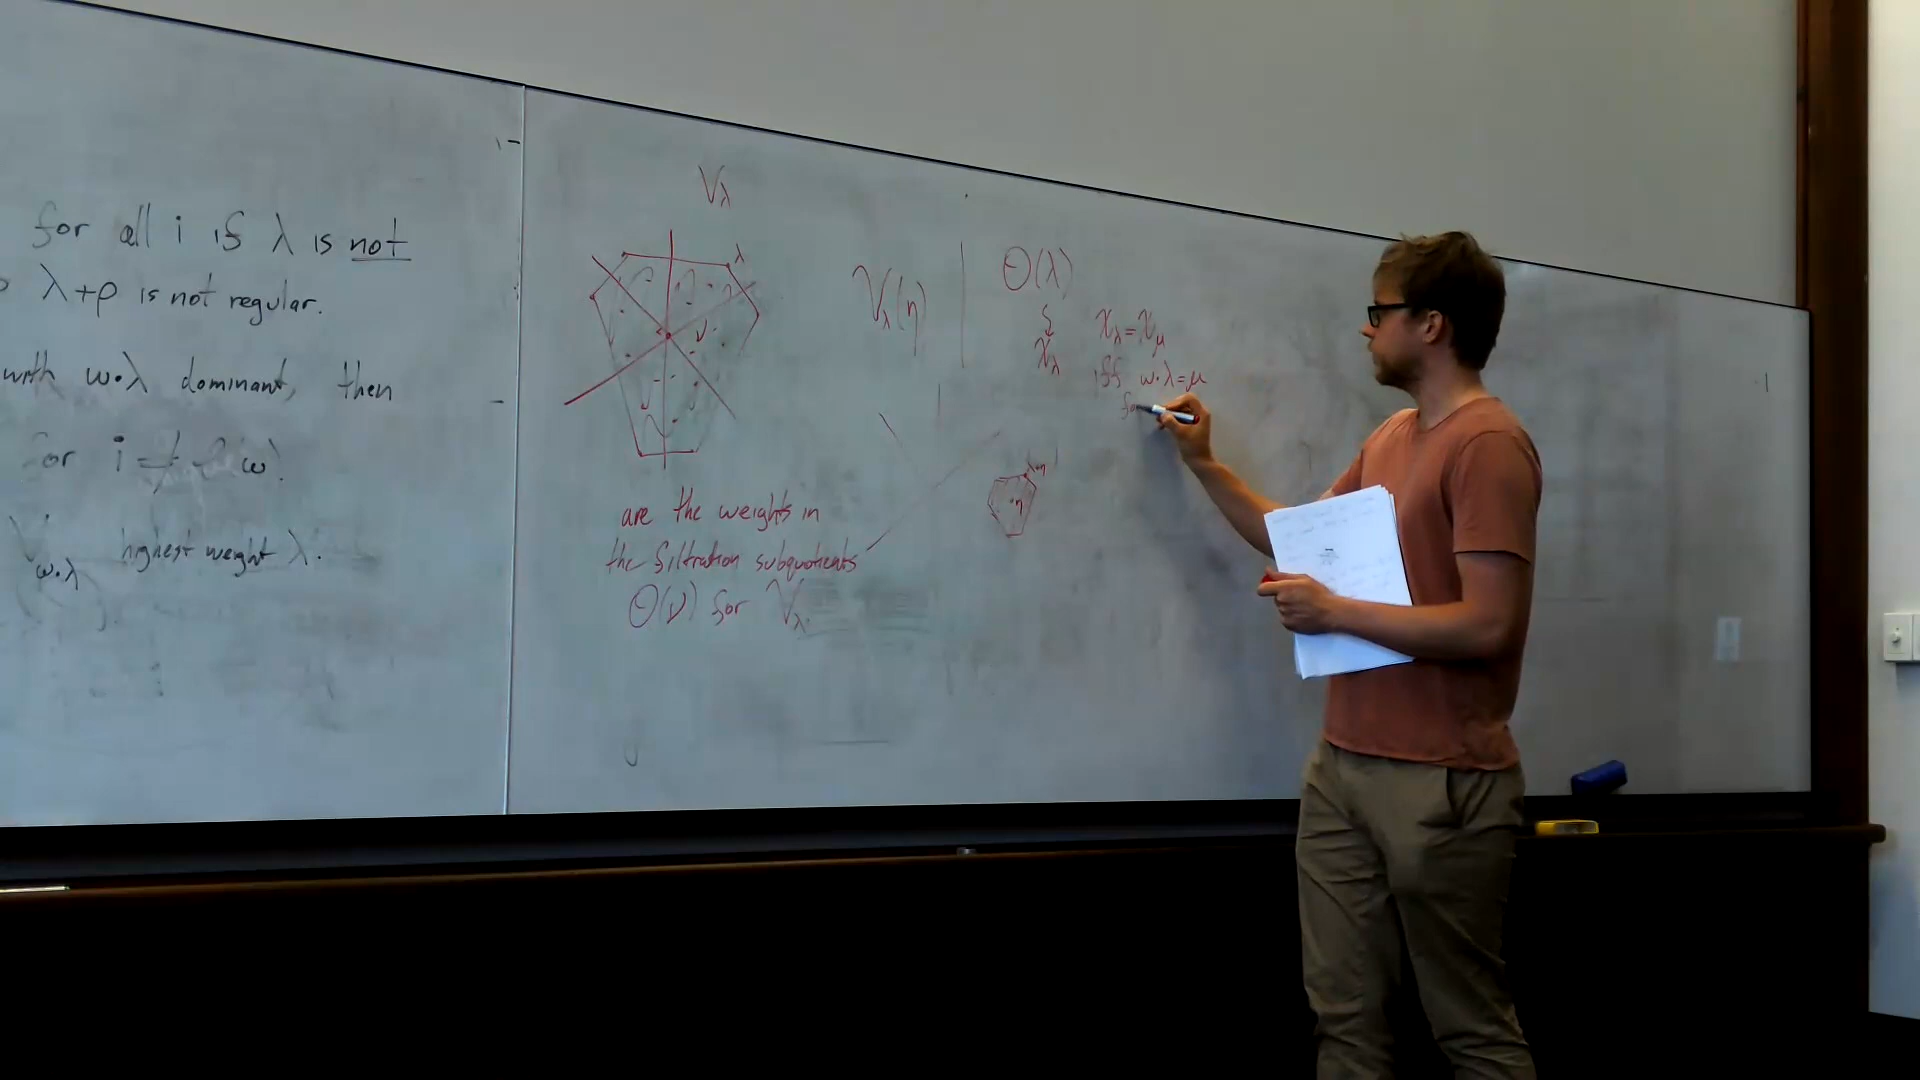 for all i if λ is not
λ+ρ is not regular.
with w•λ dominant, then
for i ≠ w.
w•λ highest weight λ.
V_λ
λ
ν
are the weights in
the filtration subquotients
O(ν) for V_λ.
V_λ(η)
O(λ)
χ_λ
χ_λ=χ_μ
iff w•λ=μ
λ+η
η